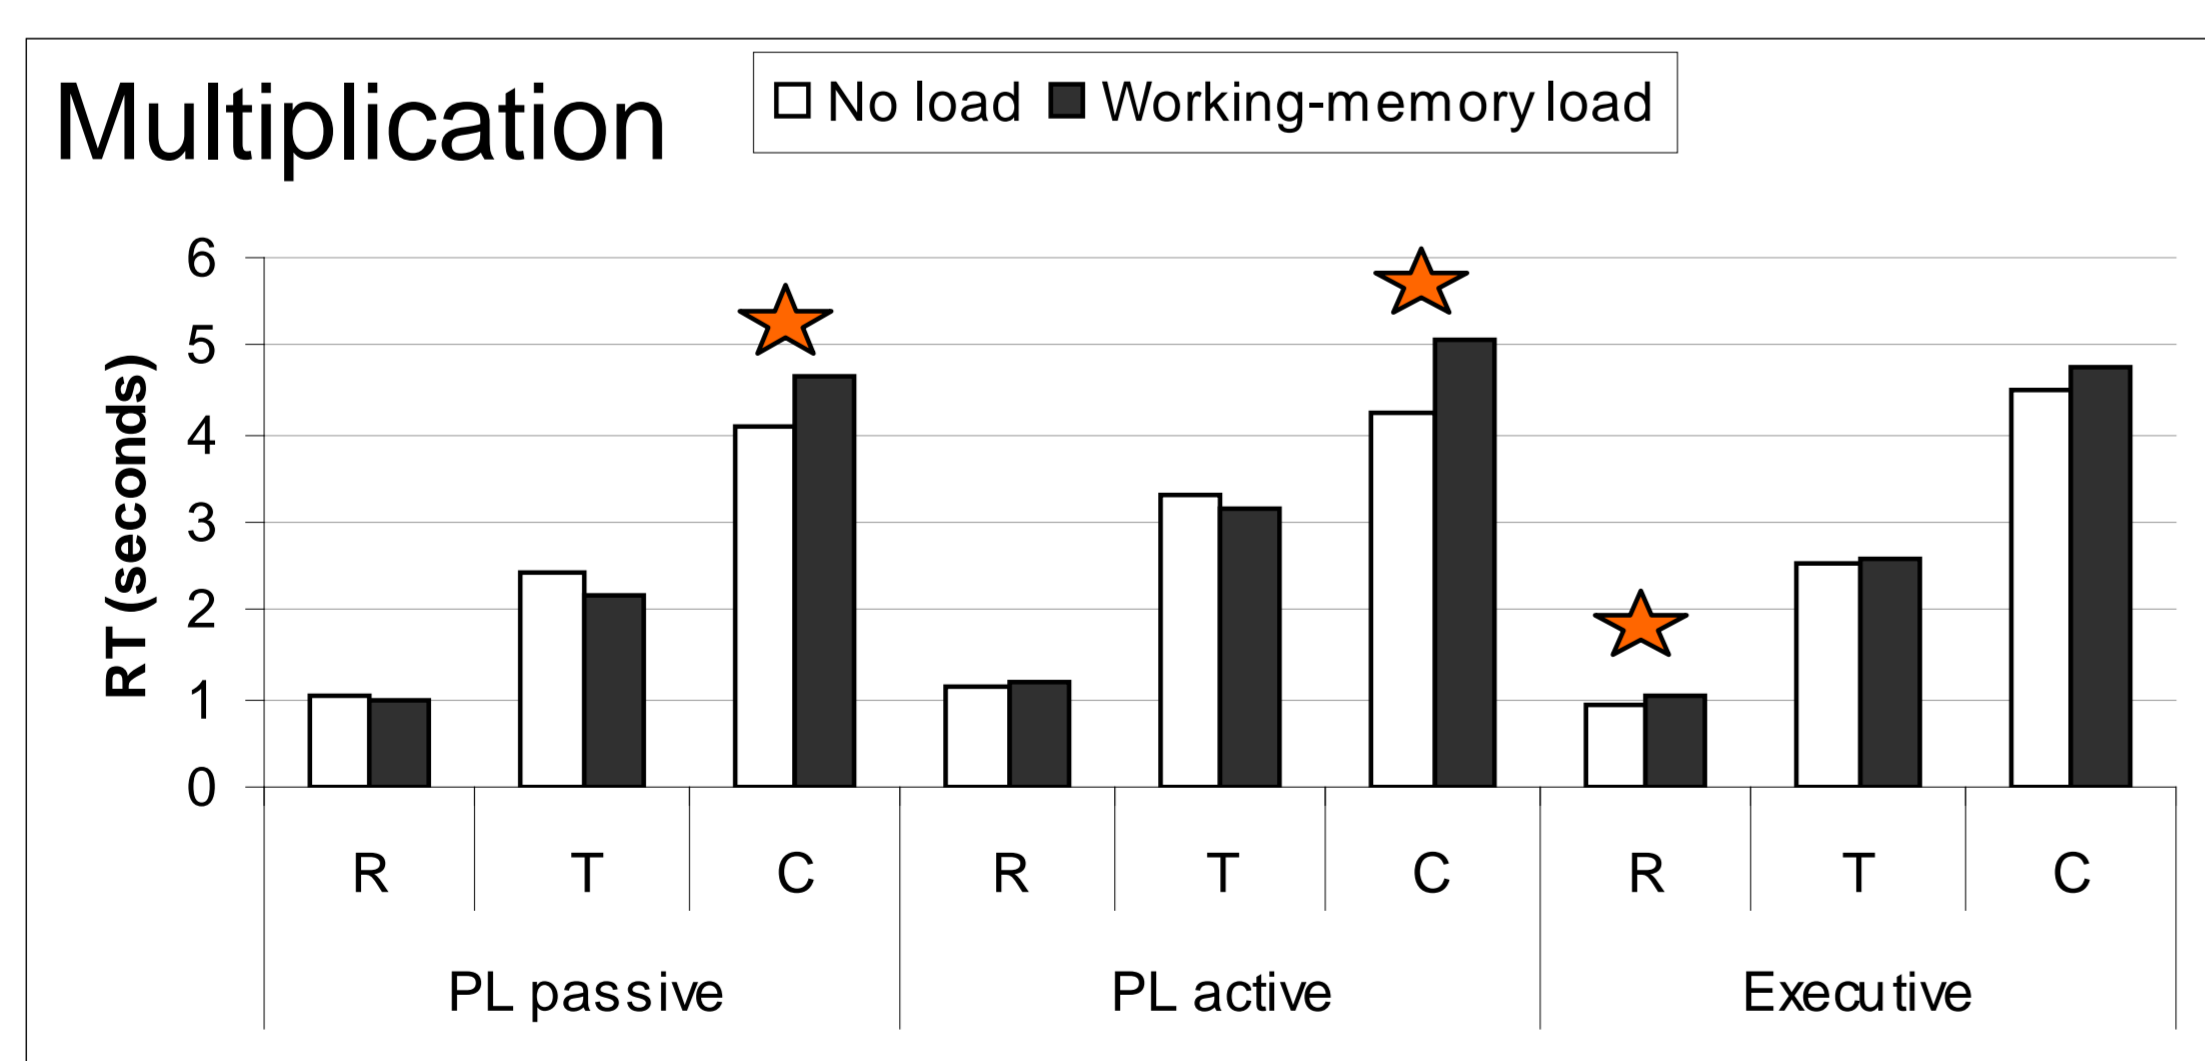 Multiplication
No load Working-memory load
RT (seconds)
6
5
4
3
2
1
0
R T C R T C R T C
PL passive PL active Executive